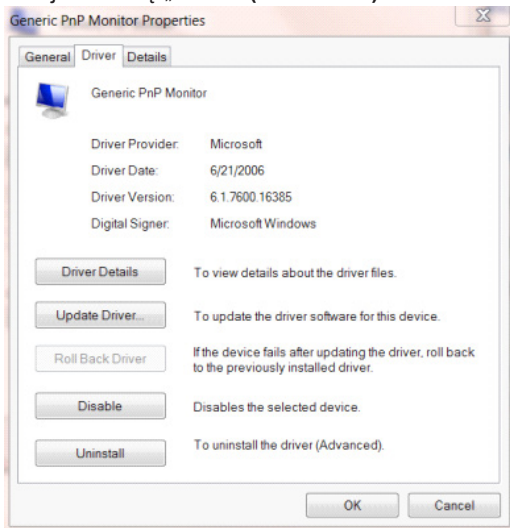 Generic PnP Monitor Properties
General Driver Details
Generic PnP Monitor
Driver Provider: Microsoft
Driver Date: 6/21/2006
Driver Version: 6.1.7600.16385
Digital Signer: Microsoft Windows
Driver Details To view details about the driver files.
Update Driver... To update the driver software for this device.
Roll Back Driver If the device fails after updating the driver, roll back
to the previously installed driver.
Disable Disables the selected device.
Uninstall To uninstall the driver (Advanced).
OK Cancel